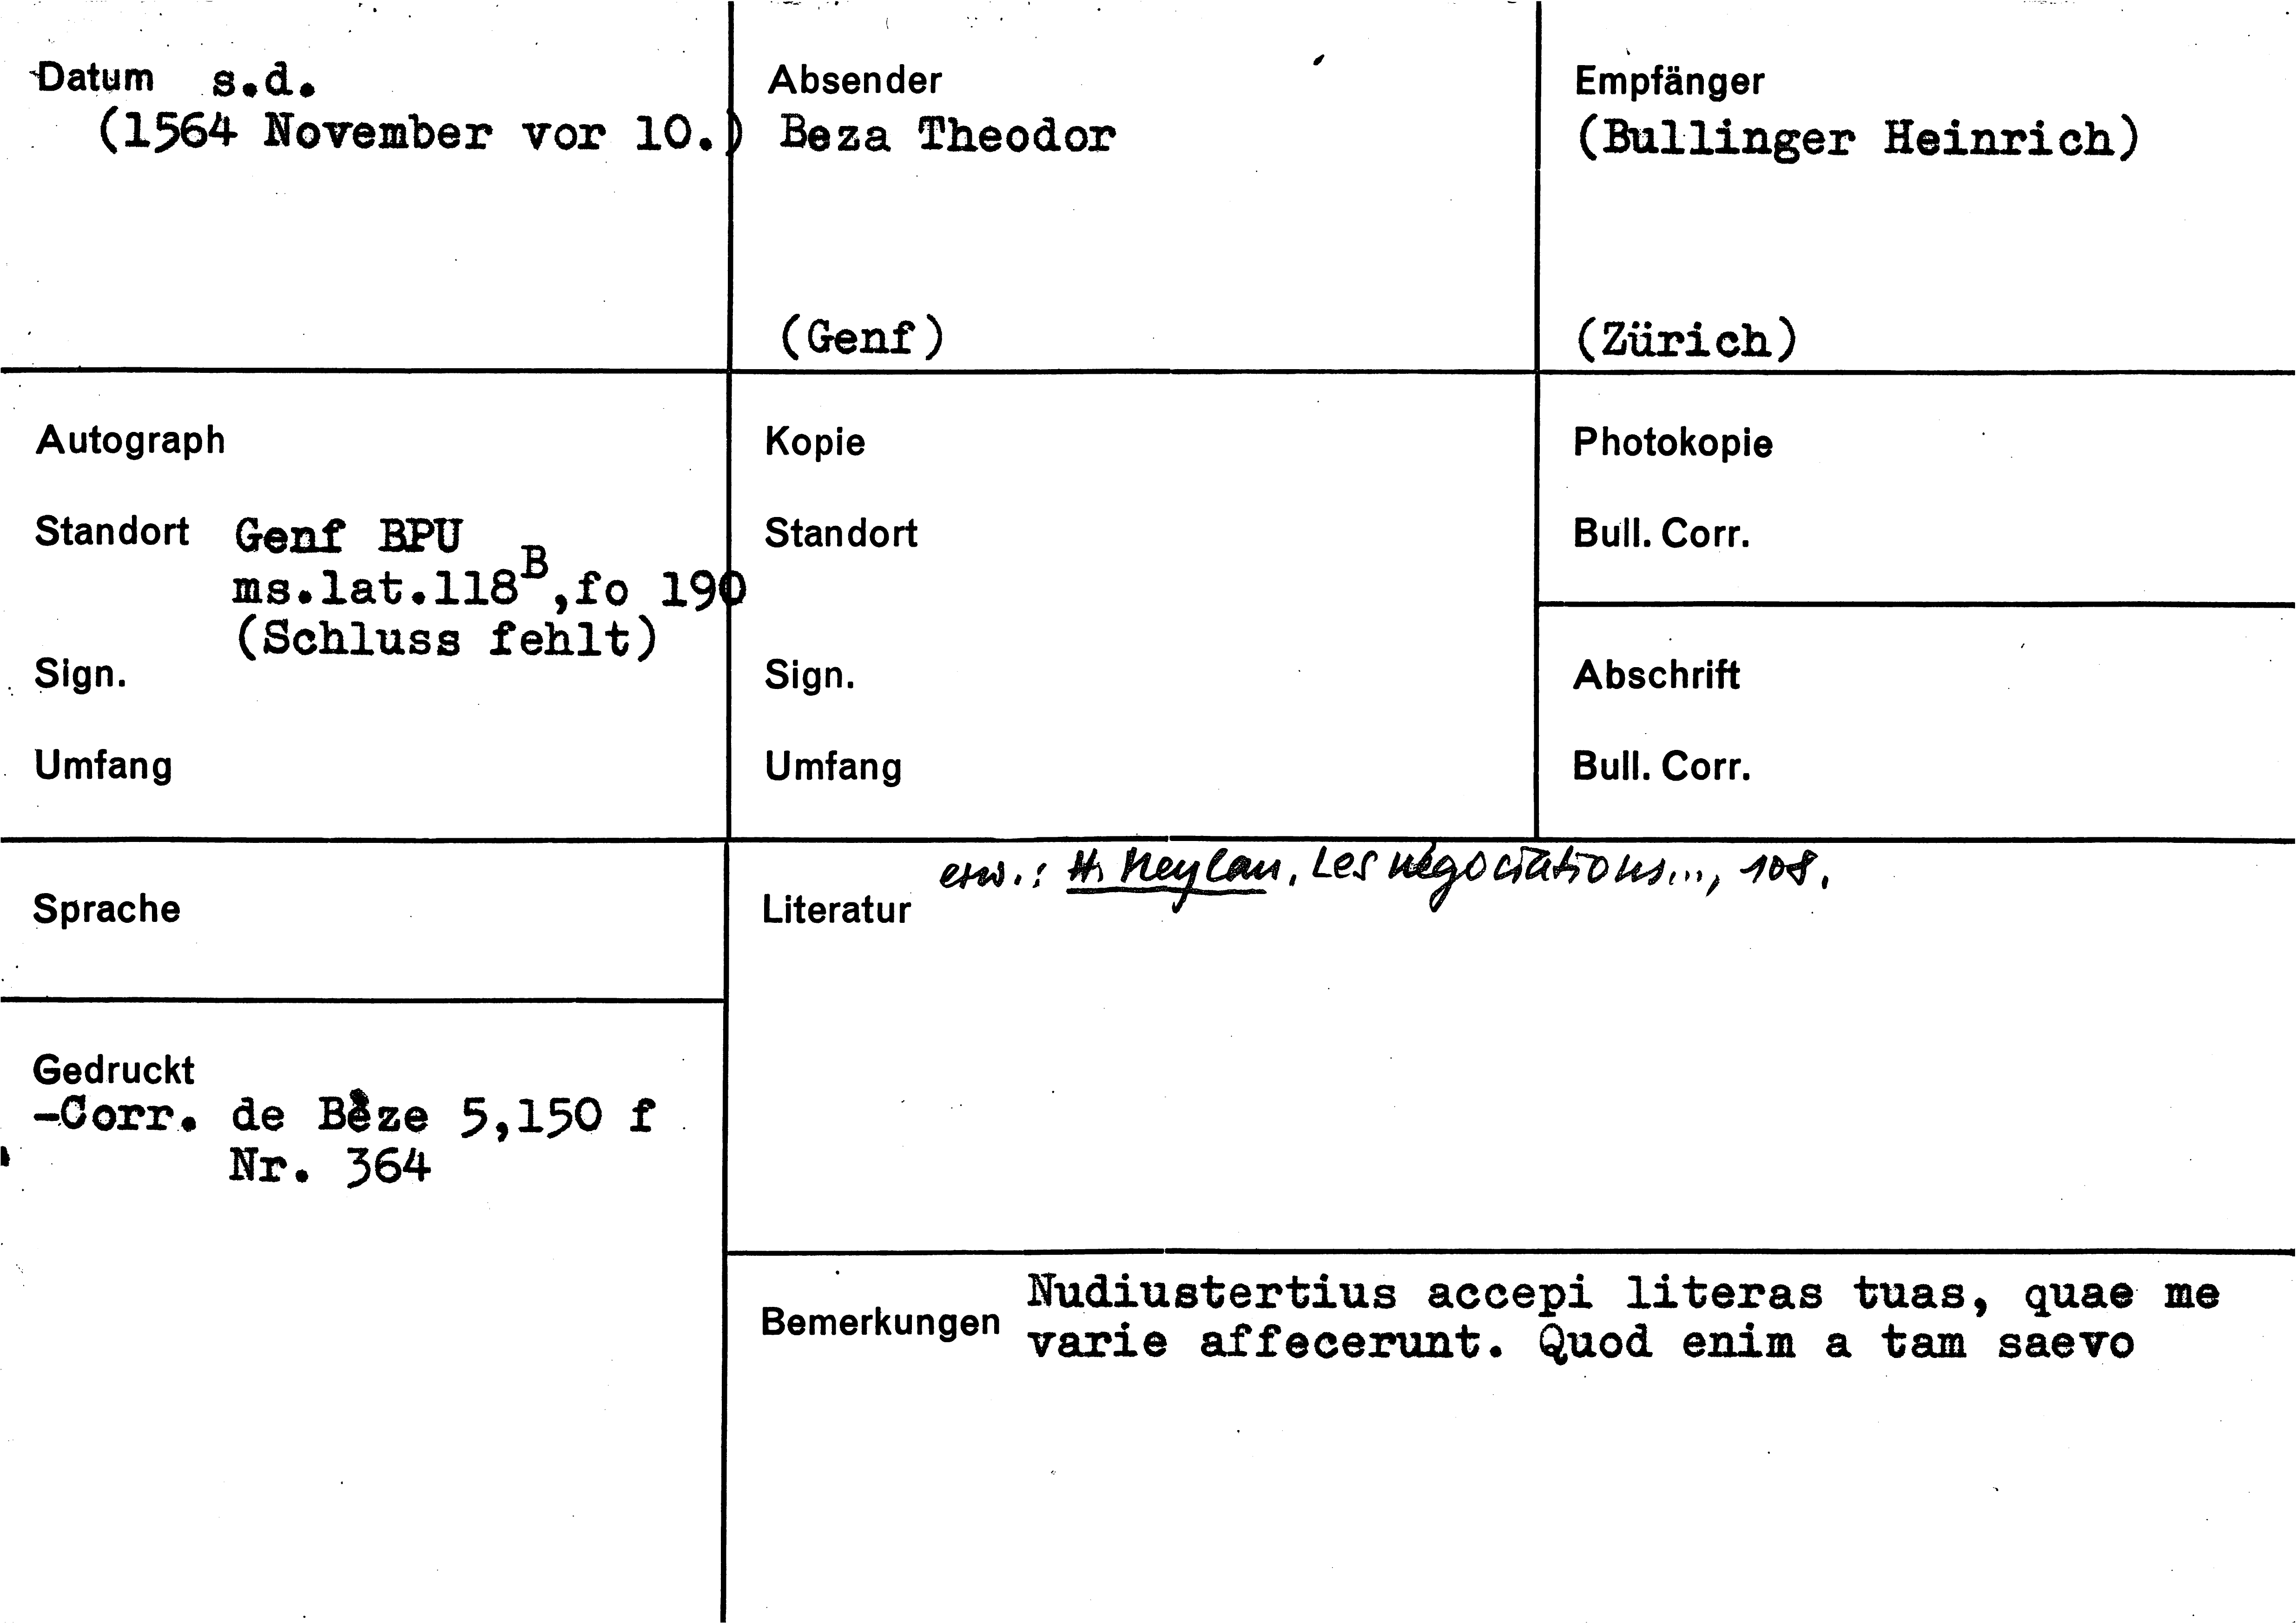 Datum s.d.
(1564 November vor 10.)
Absender
Beza Theodor
(Genf)
Empfänger
(Bullinger Heinrich)
(Zürich)
Autograph
Standort Genf BPU
ms.lat.118B,fo 190
(Schluss fehlt)
Sign.
Umfang
Kopie
Standort
Sign.
Umfang
Photokopie
Bull. Corr.
Abschrift
Bull. Corr.
Sprache
Gedruckt
-Corr. de Bèze 5,150 f
Nr. 364
erw.: H. Meylan, Les négociations..., 108.
Literatur
Bemerkungen
Nudiustertius accepi literas tuas, quae me
varie affecerunt. Quod enim a tam saevo